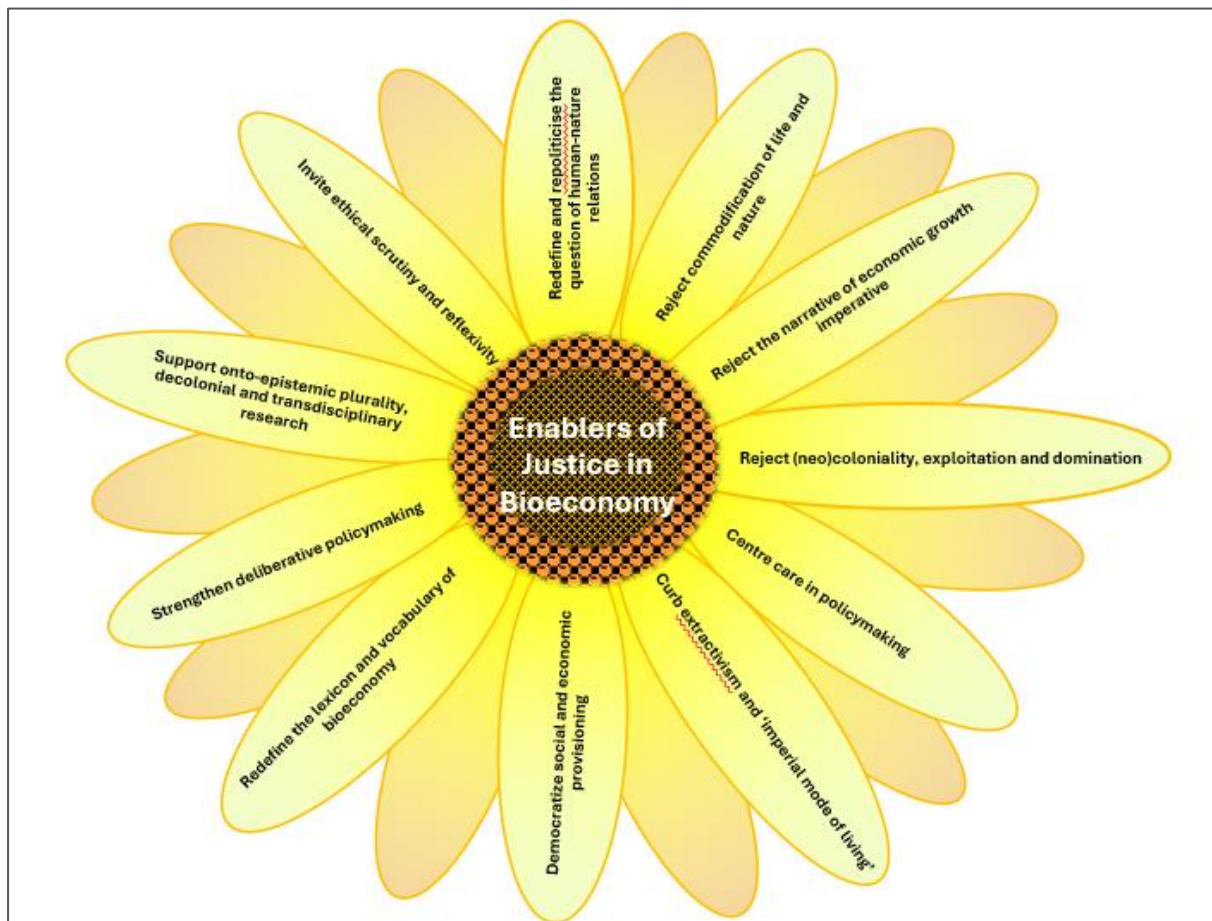 Enablers of
Justice in
Bioeconomy
Redefine and repoliticise the
question of human-nature
relations
Reject commodification of life and
nature
Reject the narrative of economic growth
imperative
Reject (neo)coloniality, exploitation and domination
Centre care in policymaking
Curb extractivism and ‘imperial mode of living’
Democratize social and economic
provisioning
Redefine the lexicon and vocabulary of
bioeconomy
Strengthen deliberative policymaking
Support onto-epistemic plurality,
decolonial and transdisciplinary
research
Invite ethical scrutiny and reflexivity